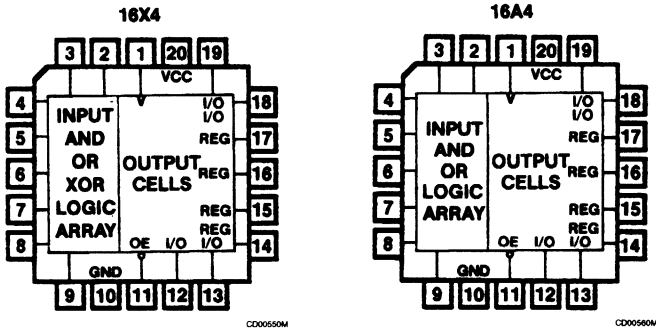 16X4
3 2 1 20 19
VCC
4 I/O 18
I/O
5 REG 17
6 REG 16
7 REG 15
REG
8 14
INPUT
AND
OR
XOR
LOGIC
ARRAY
OUTPUT
CELLS
OE I/O I/O
GND
9 10 11 12 13
CD00550M
16A4
3 2 1 20 19
VCC
4 I/O 18
I/O
5 REG 17
6 REG 16
7 REG 15
REG
8 14
INPUT
AND
OR
LOGIC
ARRAY
OUTPUT
CELLS
OE I/O I/O
GND
9 10 11 12 13
CD00560M